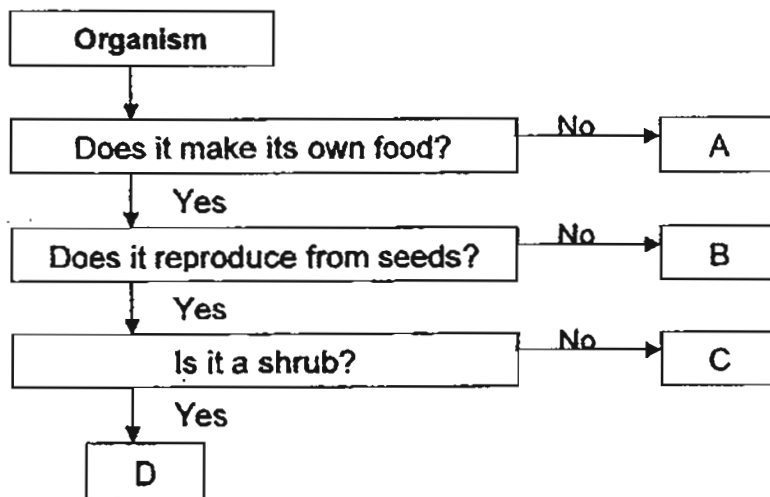 Organism
Does it make its own food?
No
A
Yes
Does it reproduce from seeds?
No
B
Yes
Is it a shrub?
No
C
Yes
D